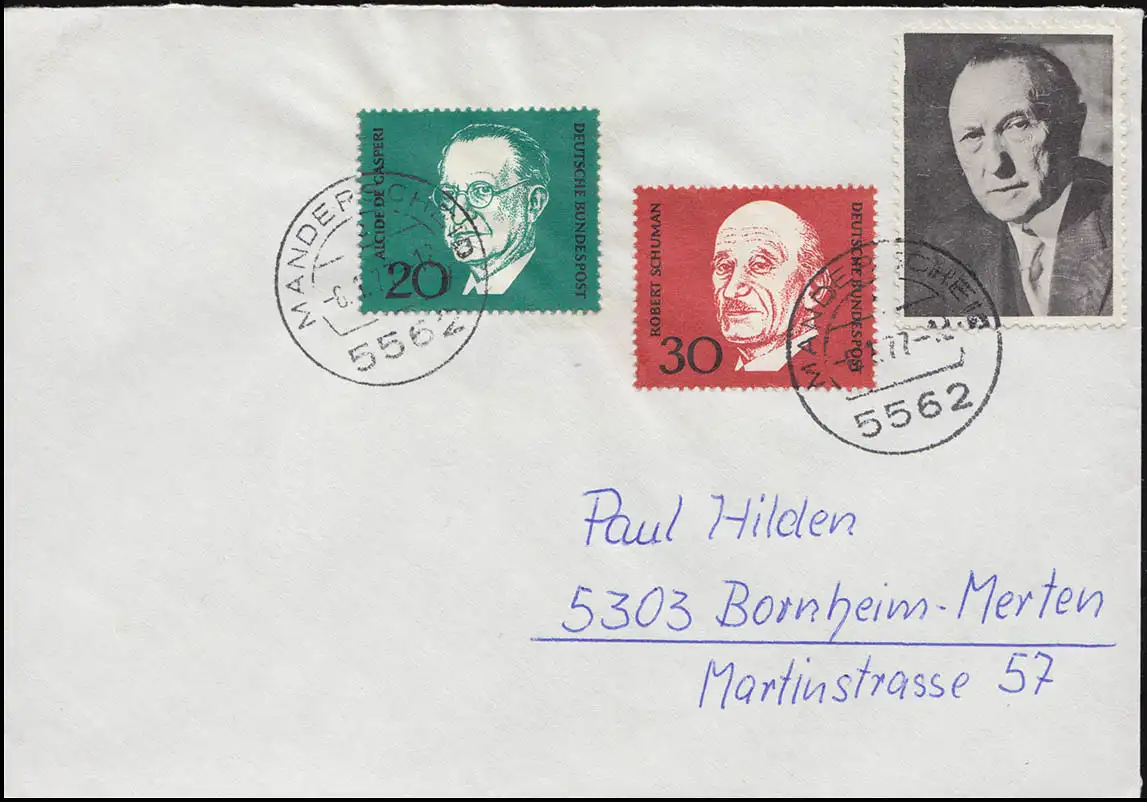 ALCIDE DE GASPERI
DEUTSCHE BUNDESPOST
20
ROBERT SCHUMAN
DEUTSCHE BUNDESPOST
30
5562
5562
Paul Hilden
5303 Bornheim-Merten
Martinstrasse 57